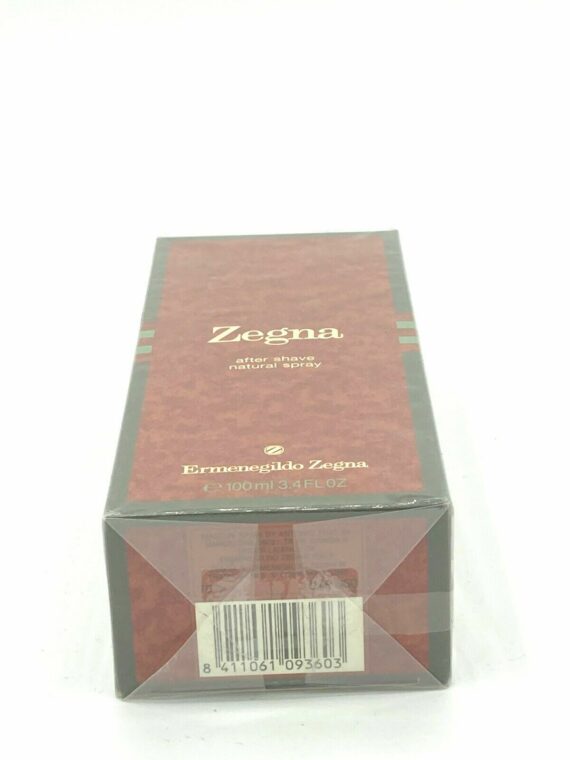 Zegna
after shave
natural spray
Ermenegildo Zegna
℮ 100 ml 3.4 FL OZ
8 411061 093603